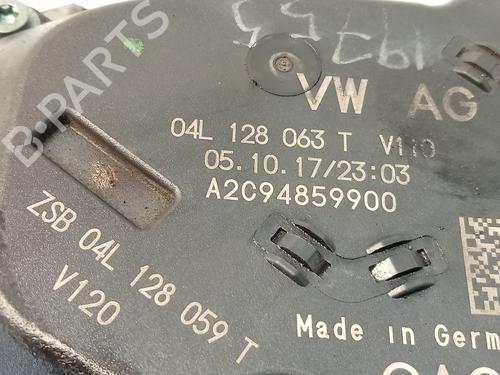 VW AG
04L 128 063 T V110
05.10.17/23:03
A2C94859900
ZSB 04L 128 059 T
V120
Made in Germ
B-PARTS